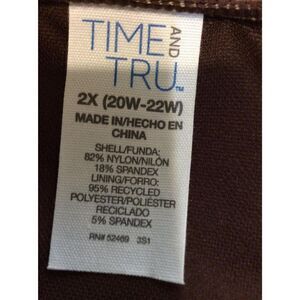 TIME AND
TRU™
2X (20W-22W)
MADE IN/HECHO EN
CHINA
SHELL/FUNDA:
82% NYLON/NILÓN
18% SPANDEX
LINING/FORRO:
95% RECYCLED
POLYESTER/POLIÉSTER
RECICLADO
5% SPANDEX
RN# 52469 3S1